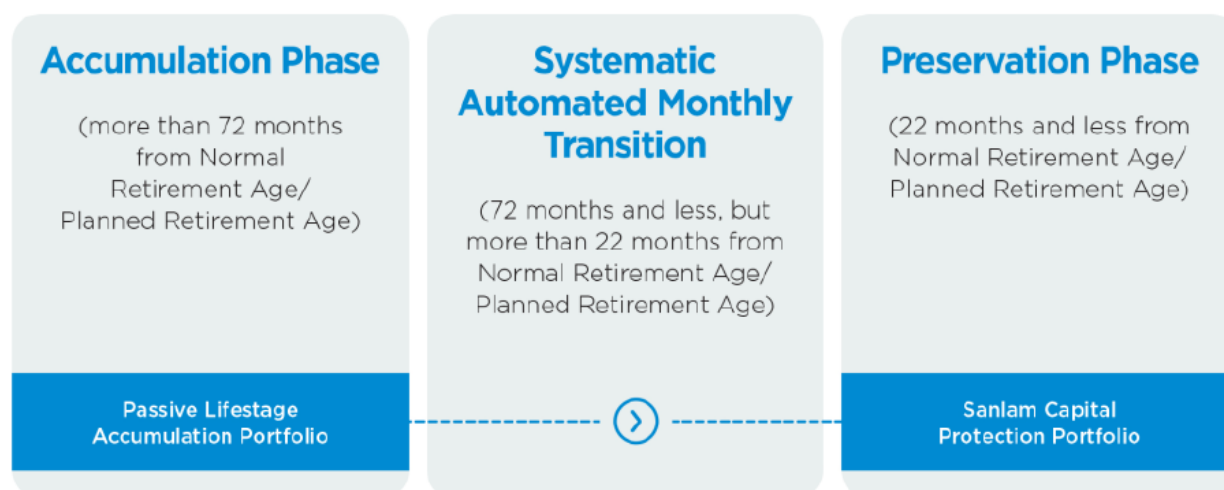 Accumulation Phase
(more than 72 months
from Normal
Retirement Age/
Planned Retirement Age)
Passive Lifestage
Accumulation Portfolio
Systematic
Automated Monthly
Transition
(72 months and less, but
more than 22 months from
Normal Retirement Age/
Planned Retirement Age)
Preservation Phase
(22 months and less from
Normal Retirement Age/
Planned Retirement Age)
Sanlam Capital
Protection Portfolio